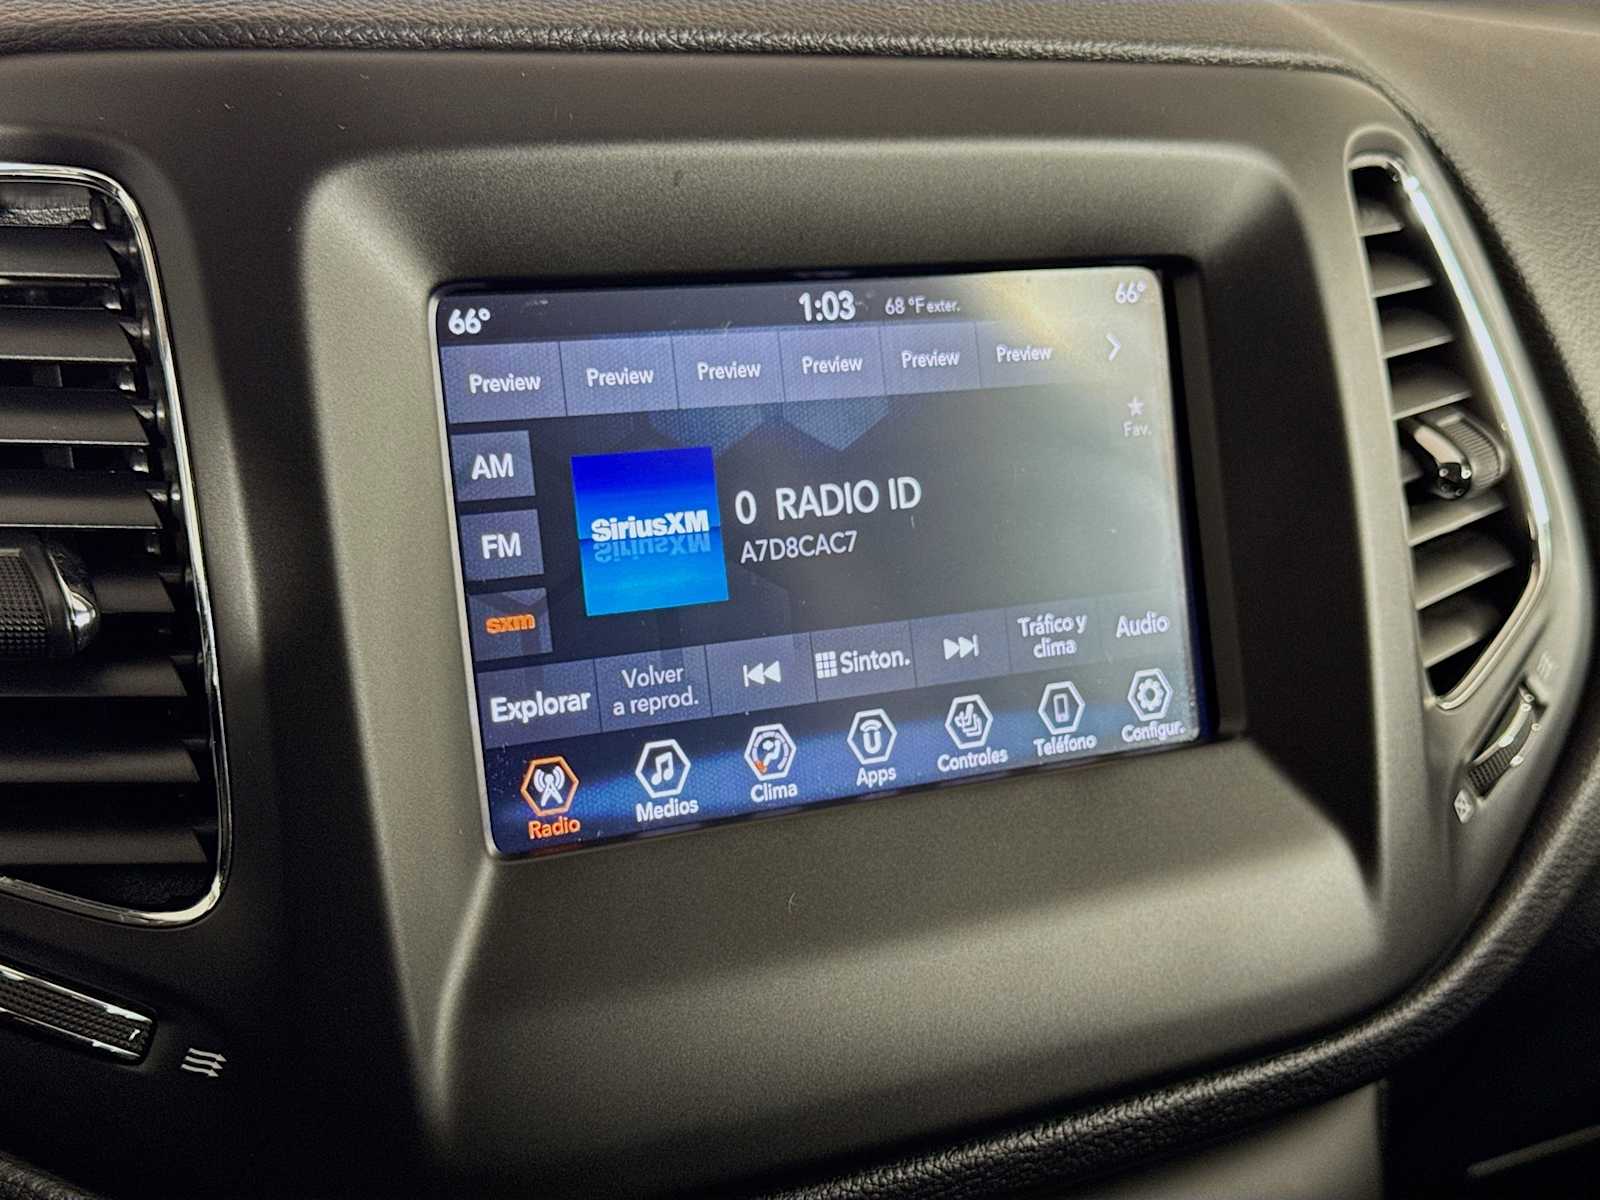 66°
1:03
68 °F exter.
66°
Preview
Preview
Preview
Preview
Preview
Preview
Fav.
AM
FM
sxm
SiriusXM
0 RADIO ID
A7D8CAC7
Explorar
Volver
a reprod.
Sinton.
Tráfico y
clima
Audio
Radio
Medios
Clima
Apps
Controles
Teléfono
Configur.